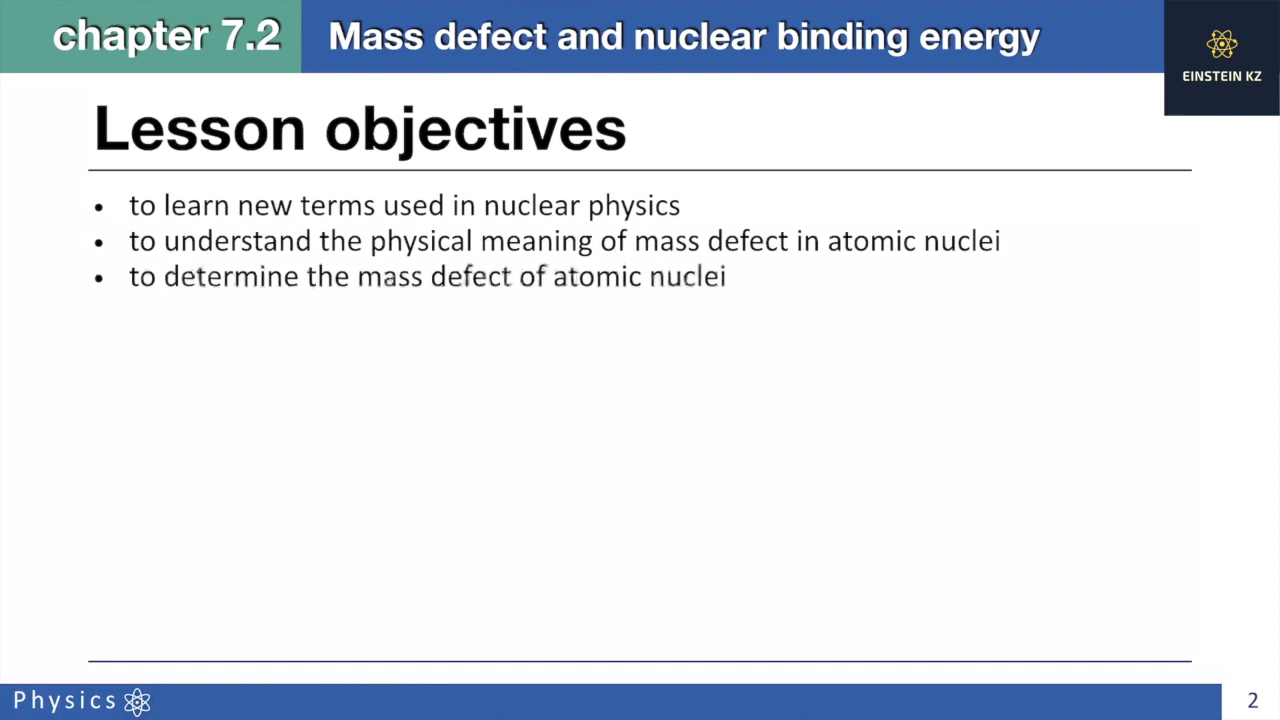 chapter 7.2
Mass defect and nuclear binding energy
EINSTEIN KZ
Lesson objectives
• to learn new terms used in nuclear physics
• to understand the physical meaning of mass defect in atomic nuclei
• to determine the mass defect of atomic nuclei
Physics
2